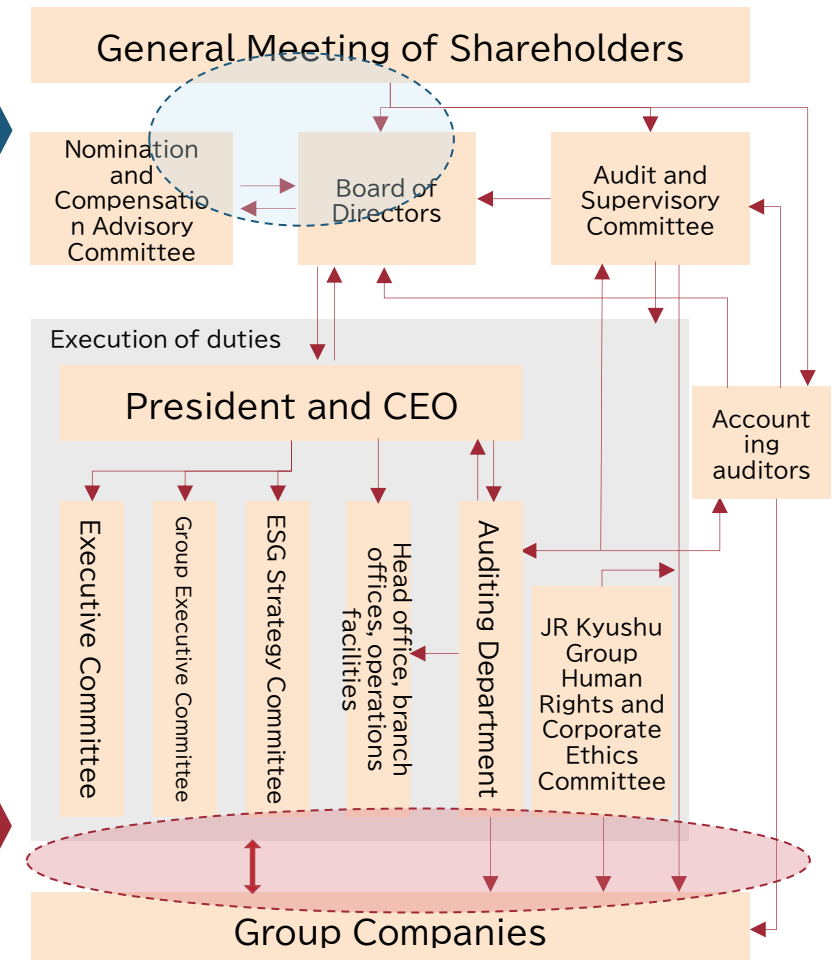 General Meeting of Shareholders
Nomination
and
Compensatio
n Advisory
Committee
Board of
Directors
Audit and
Supervisory
Committee
Execution of duties
President and CEO
Account
ing
auditors
Executive Committee
Group Executive Committee
ESG Strategy Committee
Head office, branch
offices, operations
facilities
Auditing Department
JR Kyushu
Group
Human
Rights and
Corporate
Ethics
Committee
Group Companies